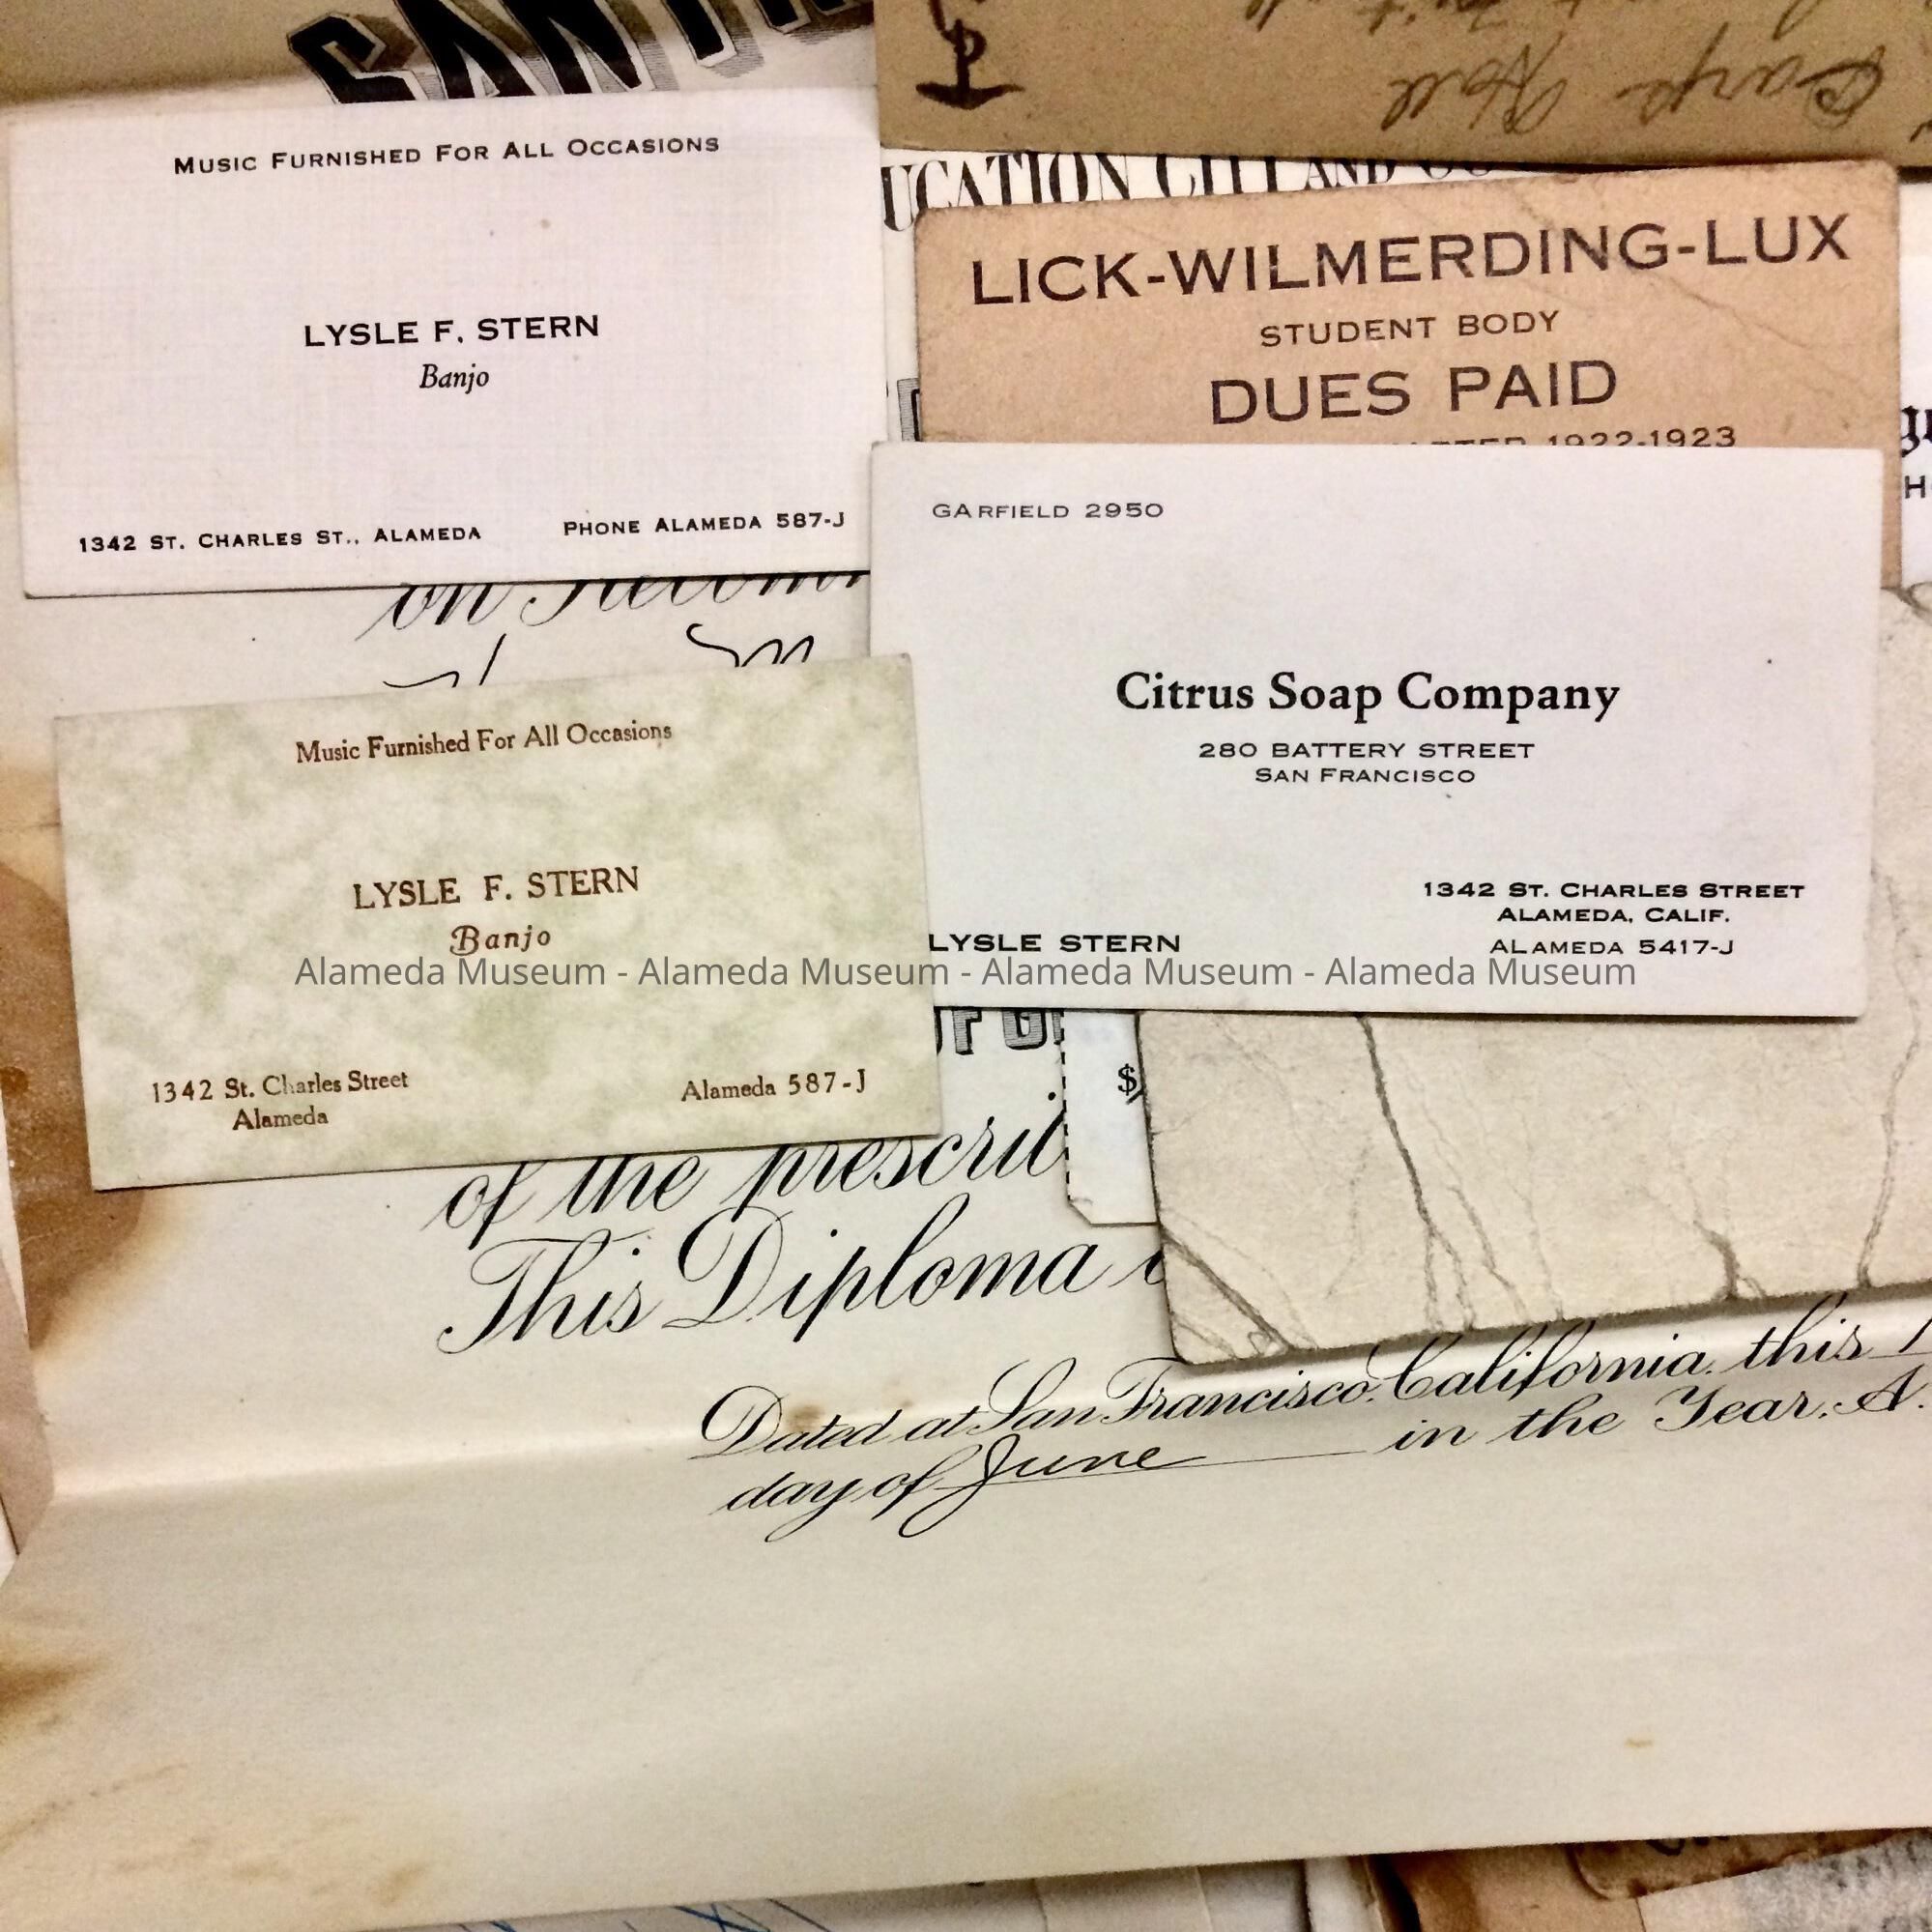 MUSIC FURNISHED FOR ALL OCCASIONS
LYSLE F. STERN
Banjo
1342 ST. CHARLES ST., ALAMEDA
PHONE ALAMEDA 587-J
LICK-WILMERDING-LUX
STUDENT BODY
DUES PAID
1922-1923
GARFIELD 2950
Citrus Soap Company
280 BATTERY STREET
SAN FRANCISCO
LYSLE STERN
1342 ST. CHARLES STREET
ALAMEDA, CALIF.
ALAMEDA 5417-J
Music Furnished For All Occasions
LYSLE F. STERN
Banjo
1342 St. Charles Street
Alameda
Alameda 587-J
Alameda Museum - Alameda Museum - Alameda Museum - Alameda Museum
$
of the
This Diploma
Dated at San Francisco, California, this
day of June in the Year, A.